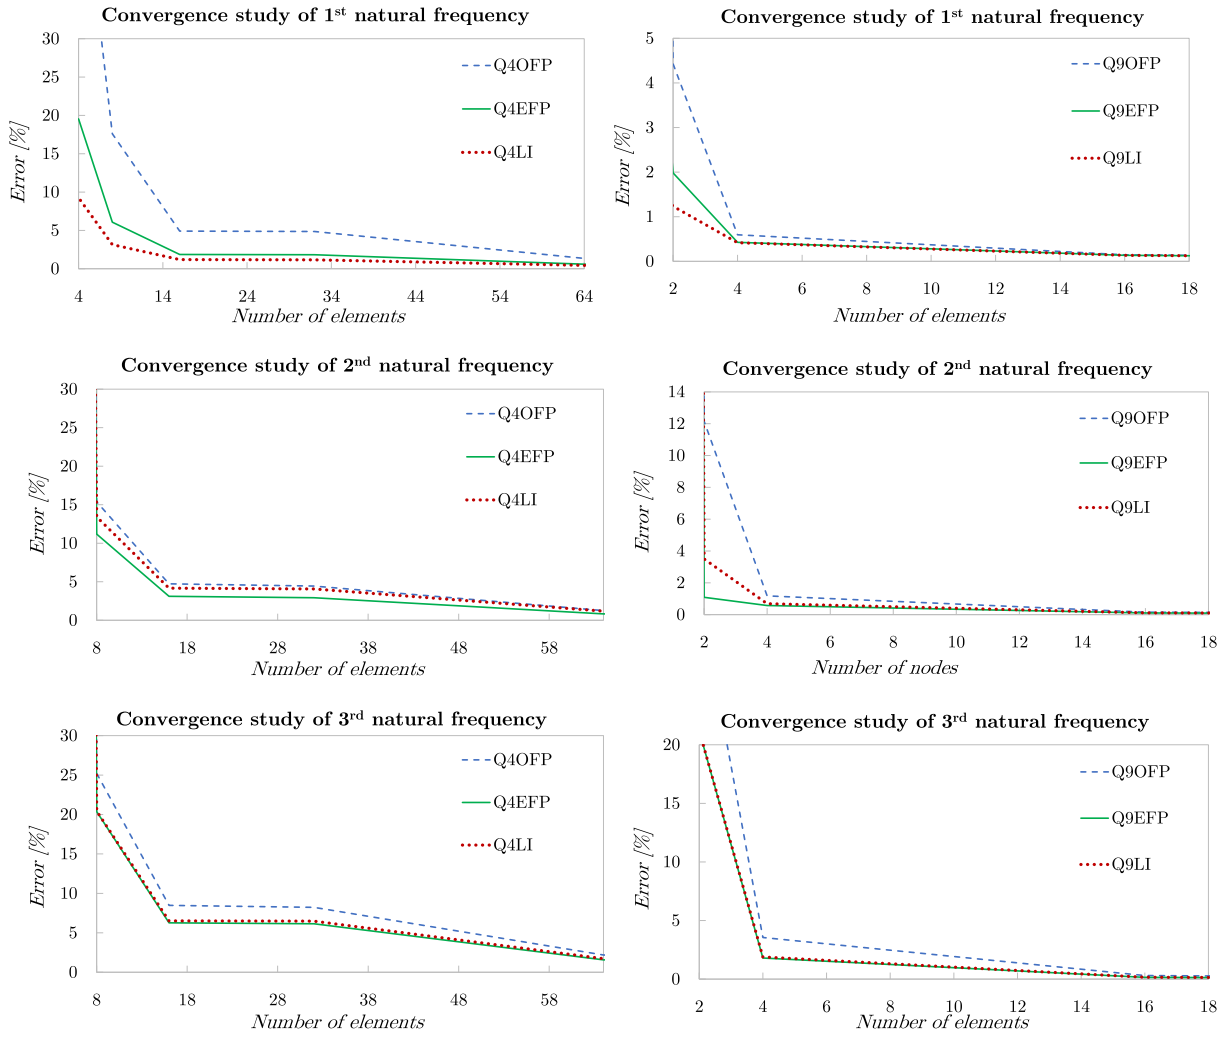 Convergence study of 1st natural frequency
30
25
20
15
10
5
0
Error [%]
Q4OFP
Q4EFP
Q4LI
4 14 24 34 44 54 64
Number of elements
Convergence study of 1st natural frequency
5
4
3
2
1
0
Error [%]
Q9OFP
Q9EFP
Q9LI
2 4 6 8 10 12 14 16 18
Number of elements
Convergence study of 2nd natural frequency
30
25
20
15
10
5
0
Error [%]
Q4OFP
Q4EFP
Q4LI
8 18 28 38 48 58
Number of elements
Convergence study of 2nd natural frequency
14
12
10
8
6
4
2
0
Error [%]
Q9OFP
Q9EFP
Q9LI
2 4 6 8 10 12 14 16 18
Number of nodes
Convergence study of 3rd natural frequency
30
25
20
15
10
5
0
Error [%]
Q4OFP
Q4EFP
Q4LI
8 18 28 38 48 58
Number of elements
Convergence study of 3rd natural frequency
20
15
10
5
0
Error [%]
Q9OFP
Q9EFP
Q9LI
2 4 6 8 10 12 14 16 18
Number of elements